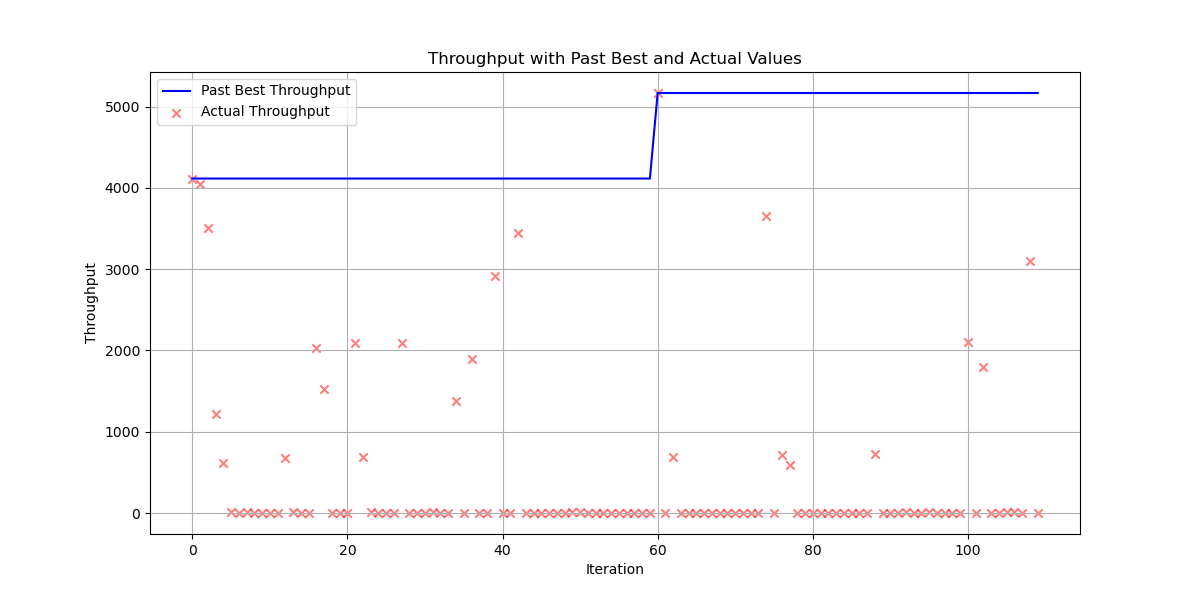 Throughput with Past Best and Actual Values
Past Best Throughput
Actual Throughput
Throughput
5000
4000
3000
2000
1000
0
0 20 40 60 80 100
Iteration